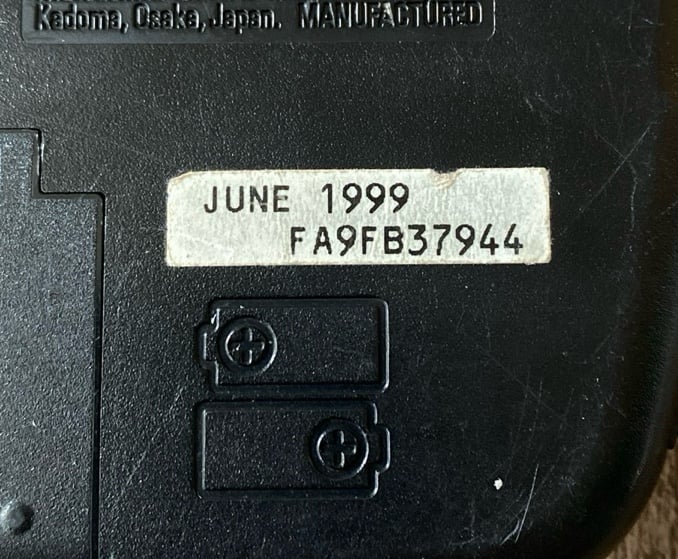 Kadoma, Osaka, Japan. MANUFACTURED
JUNE 1999
FA9FB37944